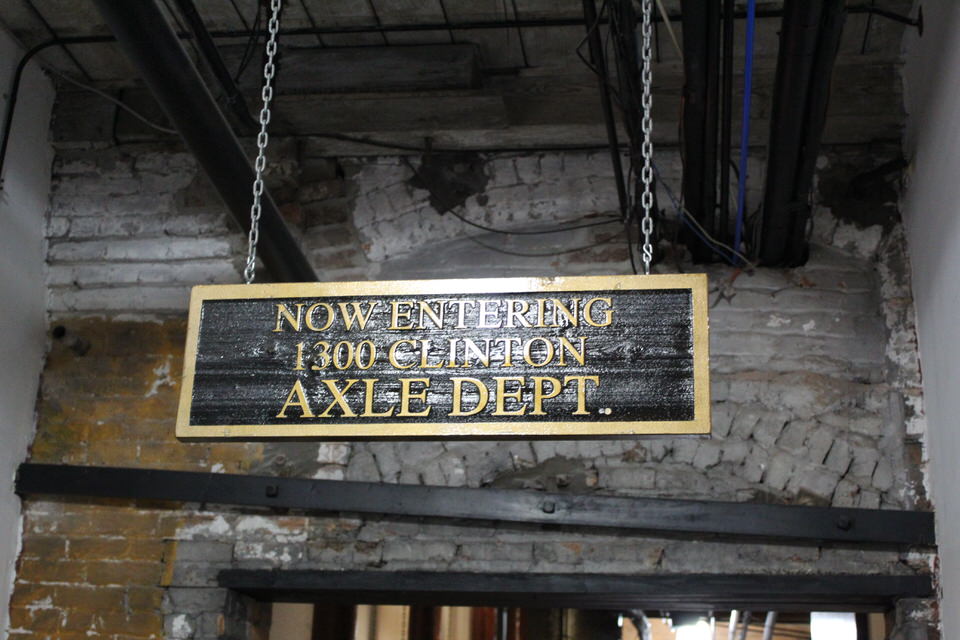 NOW ENTERING
1300 CLINTON
AXLE DEPT.